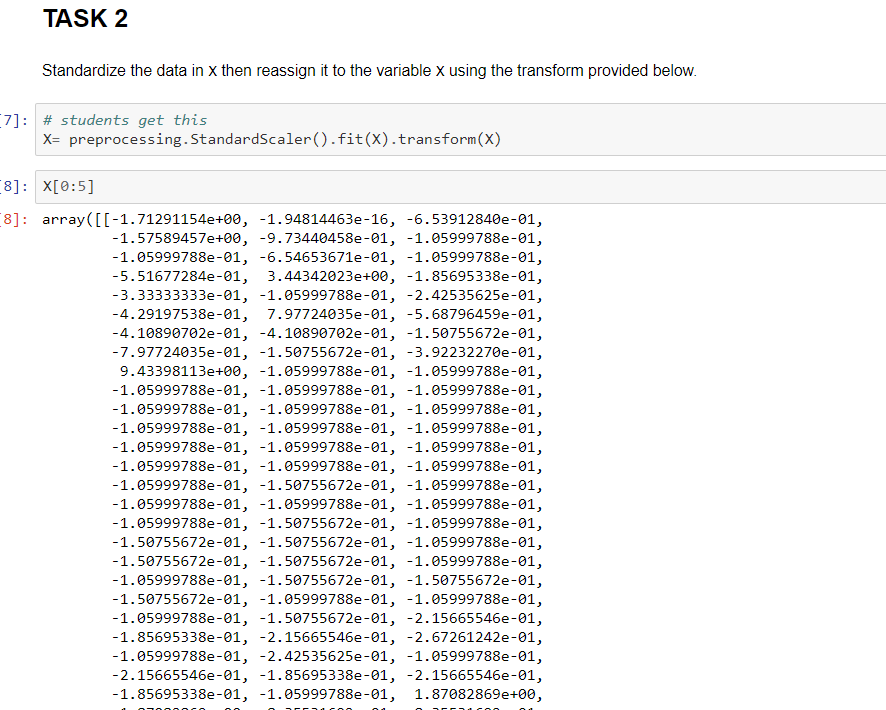 TASK 2
Standardize the data in X then reassign it to the variable X using the transform provided below.
[7]: # students get this
X= preprocessing.StandardScaler().fit(X).transform(X)
[8]: X[0:5]
[8]: array([[-1.71291154e+00, -1.94814463e-16, -6.53912840e-01,
-1.57589457e+00, -9.73440458e-01, -1.05999788e-01,
-1.05999788e-01, -6.54653671e-01, -1.05999788e-01,
-5.51677284e-01, 3.44342023e+00, -1.85695338e-01,
-3.33333333e-01, -1.05999788e-01, -2.42535625e-01,
-4.29197538e-01, 7.97724035e-01, -5.68796459e-01,
-4.10890702e-01, -4.10890702e-01, -1.50755672e-01,
-7.97724035e-01, -1.50755672e-01, -3.92232270e-01,
9.43398113e+00, -1.05999788e-01, -1.05999788e-01,
-1.05999788e-01, -1.05999788e-01, -1.05999788e-01,
-1.05999788e-01, -1.05999788e-01, -1.05999788e-01,
-1.05999788e-01, -1.05999788e-01, -1.05999788e-01,
-1.05999788e-01, -1.05999788e-01, -1.05999788e-01,
-1.05999788e-01, -1.05999788e-01, -1.05999788e-01,
-1.05999788e-01, -1.50755672e-01, -1.05999788e-01,
-1.05999788e-01, -1.05999788e-01, -1.05999788e-01,
-1.05999788e-01, -1.50755672e-01, -1.05999788e-01,
-1.50755672e-01, -1.50755672e-01, -1.05999788e-01,
-1.50755672e-01, -1.50755672e-01, -1.05999788e-01,
-1.05999788e-01, -1.50755672e-01, -1.50755672e-01,
-1.50755672e-01, -1.05999788e-01, -1.05999788e-01,
-1.05999788e-01, -1.50755672e-01, -2.15665546e-01,
-1.85695338e-01, -2.15665546e-01, -2.67261242e-01,
-1.05999788e-01, -2.42535625e-01, -1.05999788e-01,
-2.15665546e-01, -1.85695338e-01, -2.15665546e-01,
-1.85695338e-01, -1.05999788e-01, 1.87082869e+00,